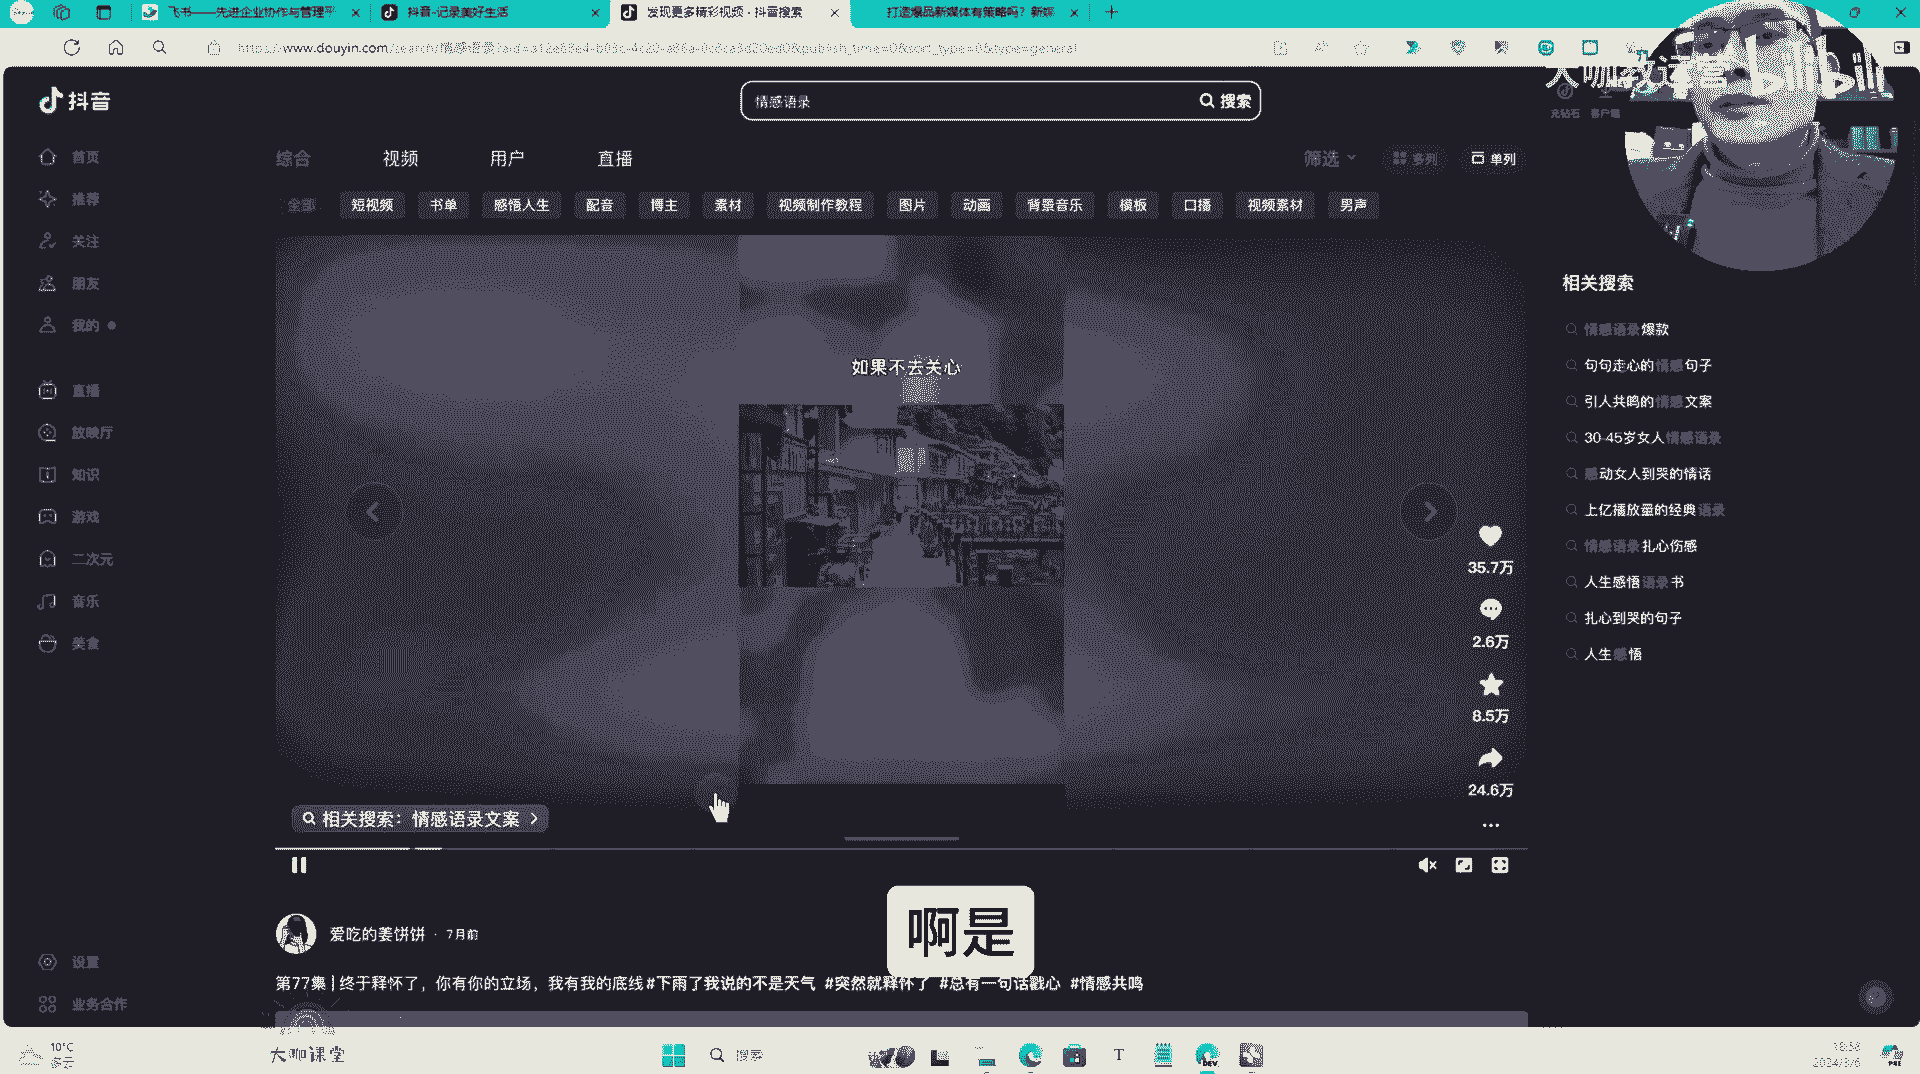 飞书——先进企业协作与管理平
抖音-记录美好生活
发现更多精彩视频 - 抖音搜索
打造爆品新媒体有策略吗？新媒
www.douyin.com
抖音
情感语录
搜索
大咖教运营
bilibili
充钻石
客户端
首页
推荐
关注
朋友
我的
直播
放映厅
知识
游戏
二次元
音乐
美食
设置
业务合作
综合
视频
用户
直播
筛选
多列
单列
全部
短视频
书单
感悟人生
配音
博主
素材
视频制作教程
图片
动画
背景音乐
模板
口播
视频素材
男声
如果不去关心
35.7万
2.6万
8.5万
24.6万
相关搜索：情感语录文案
相关搜索
情感语录爆款
句句走心的情感句子
引人共鸣的情感文案
30-45岁女人情感语录
感动女人到哭的情话
上亿播放量的经典语录
情感语录扎心伤感
人生感悟语录书
扎心到哭的句子
人生感悟
啊是
爱吃的姜饼饼 · 7月前
第77集 | 终于释怀了，你有你的立场，我有我的底线#下雨了我说的不是天气 #突然就释怀了 #总有一句话戳心 #情感共鸣
10°C
多云
大咖课堂
搜索
2024/3/6